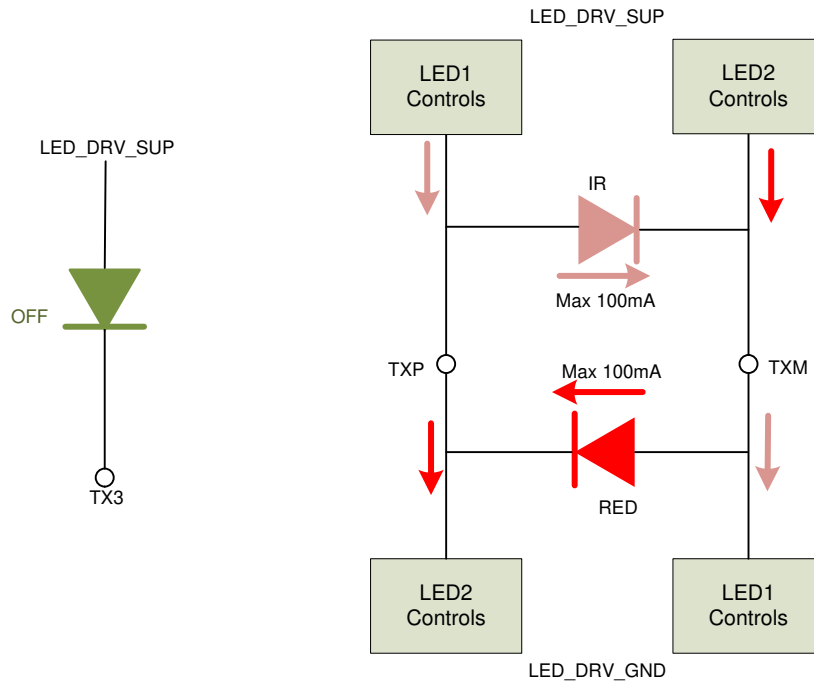 LED_DRV_SUP
LED1
Controls
LED2
Controls
LED_DRV_SUP
IR
OFF
Max 100mA
TXP
Max 100mA
TXM
TX3
RED
LED2
Controls
LED1
Controls
LED_DRV_GND